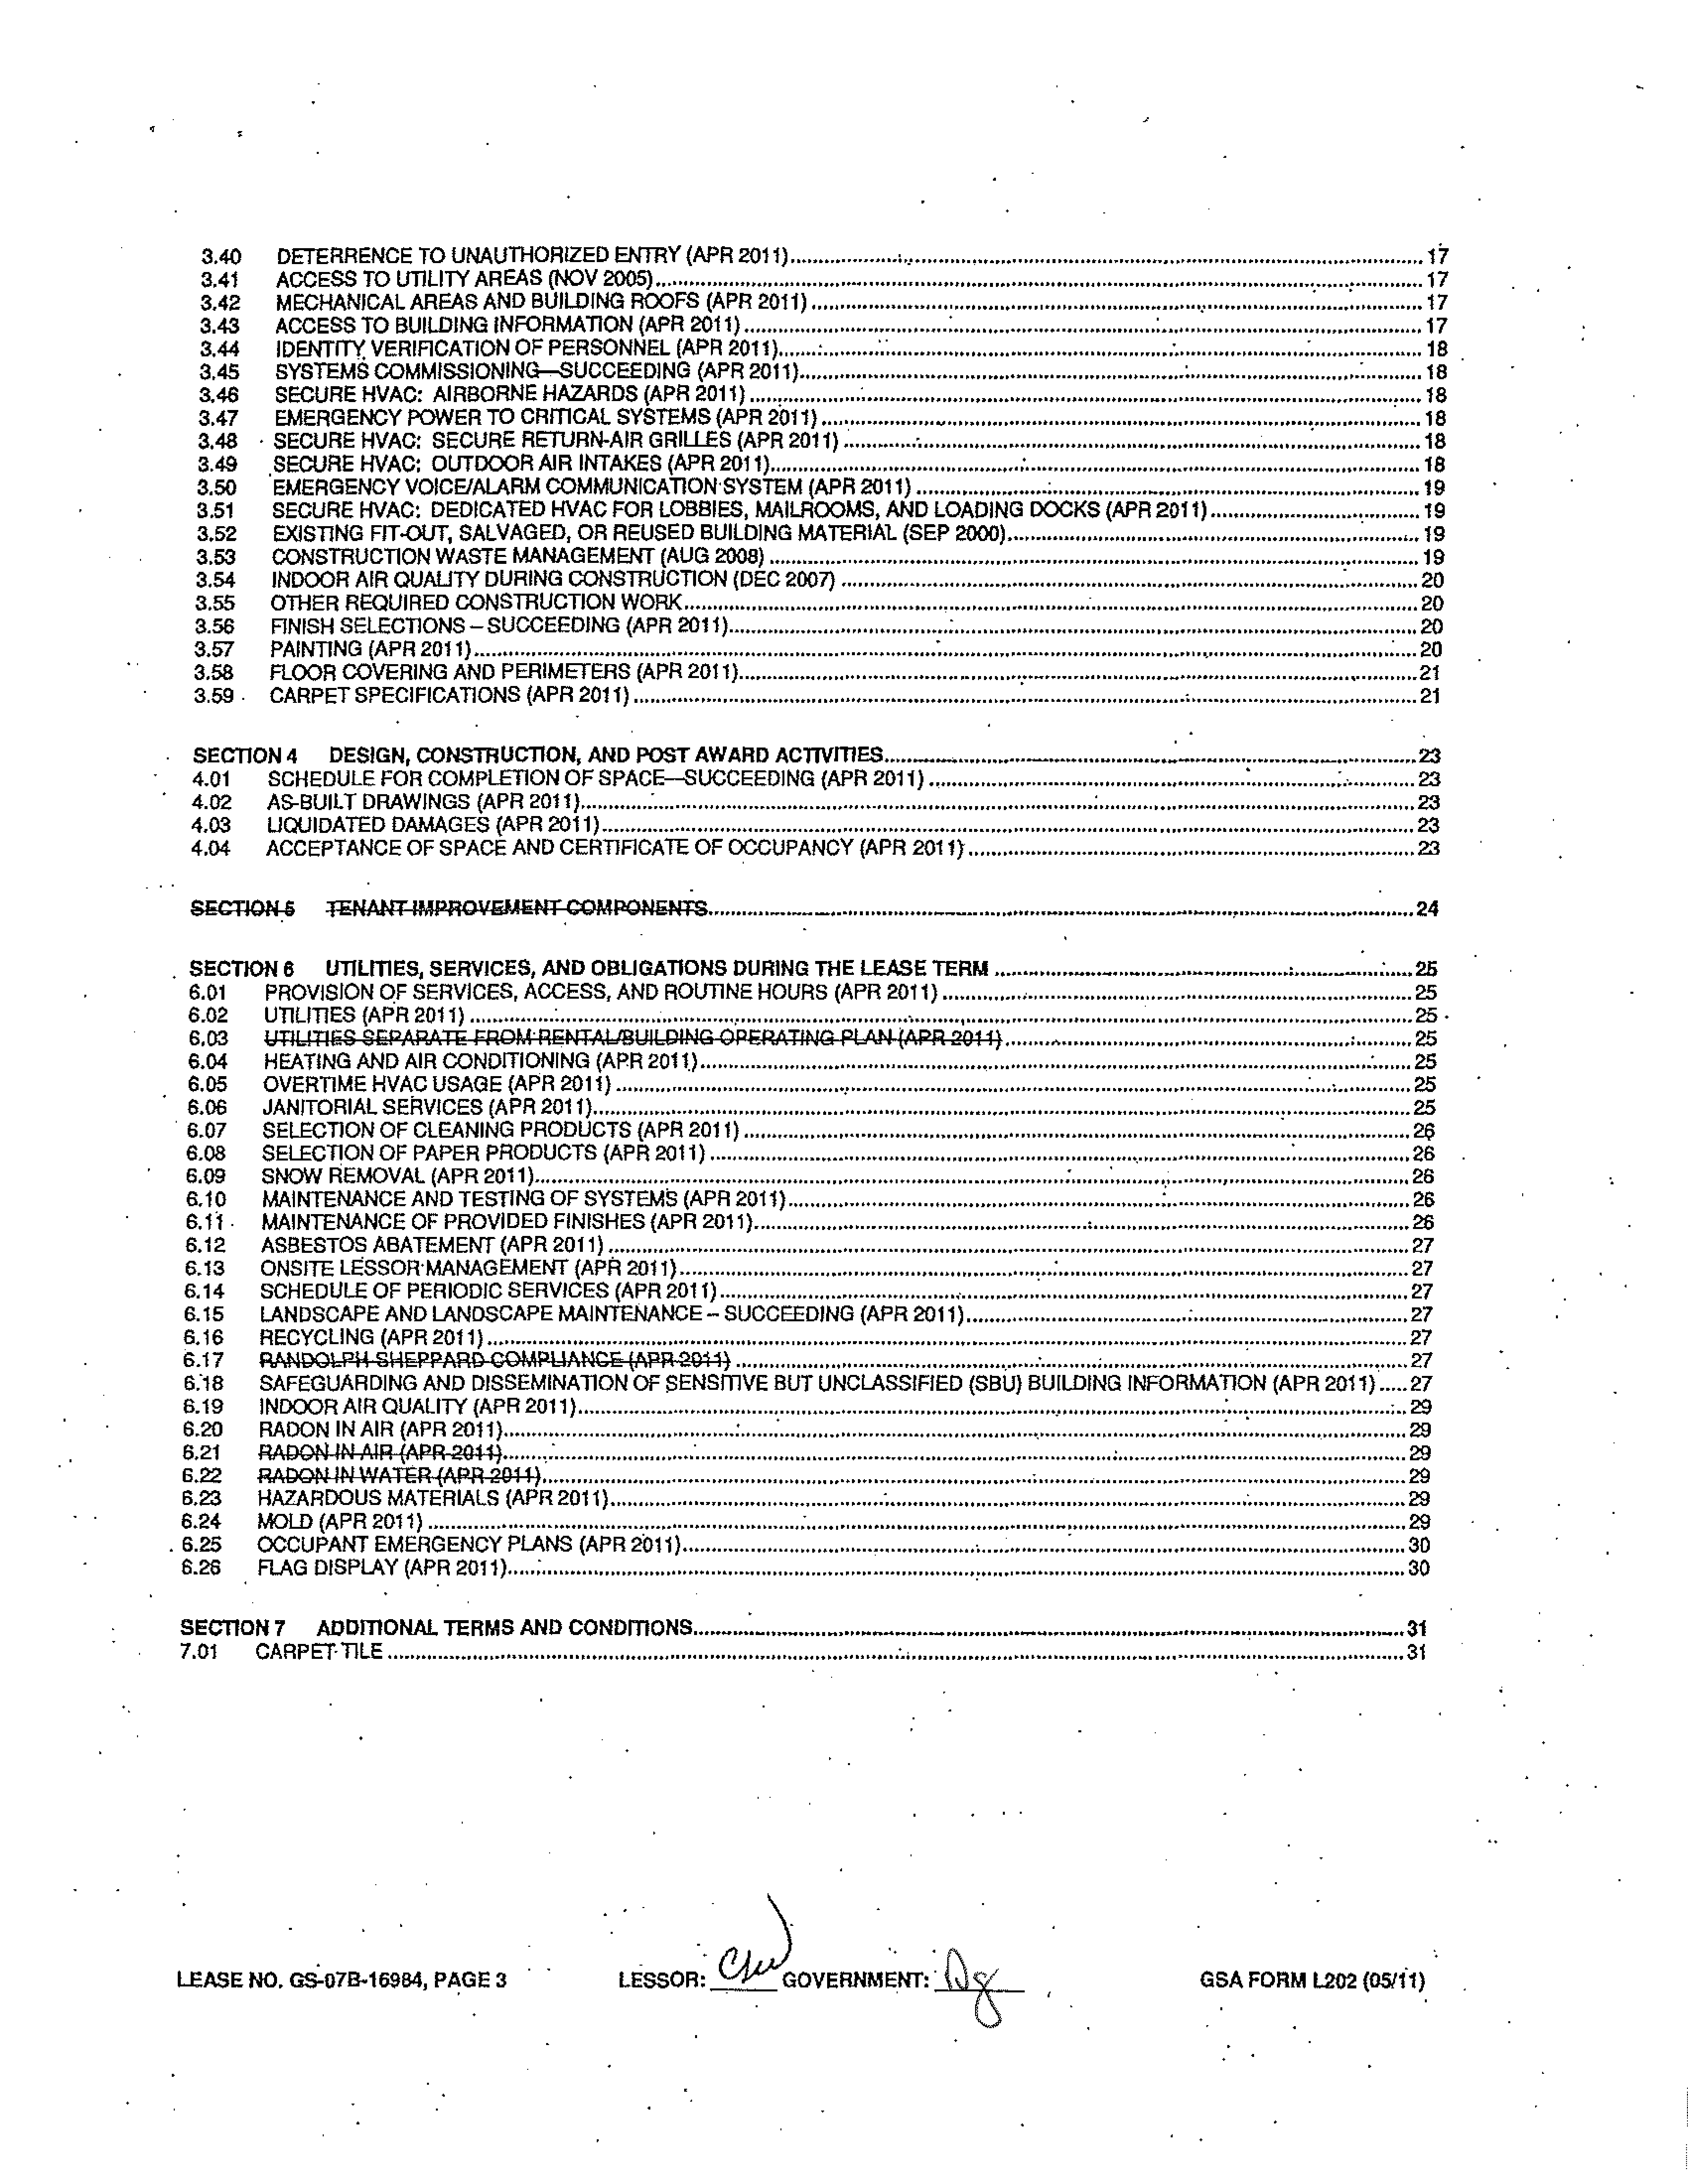 3.40 DETERRENCE TO UNAUTHORIZED ENTRY (APR 2011) 17
3.41 ACCESS TO UTILITY AREAS (NOV 2005) 17
3.42 MECHANICAL AREAS AND BUILDING ROOFS (APR 2011) 17
3.43 ACCESS TO BUILDING INFORMATION (APR 2011) 17
3.44 IDENTITY VERIFICATION OF PERSONNEL (APR 2011) 18
3.45 SYSTEMS COMMISSIONING—SUCCEEDING (APR 2011) 18
3.46 SECURE HVAC: AIRBORNE HAZARDS (APR 2011) 18
3.47 EMERGENCY POWER TO CRITICAL SYSTEMS (APR 2011) 18
3.48 SECURE HVAC: SECURE RETURN-AIR GRILLES (APR 2011) 18
3.49 SECURE HVAC: OUTDOOR AIR INTAKES (APR 2011) 18
3.50 EMERGENCY VOICE/ALARM COMMUNICATION SYSTEM (APR 2011) 19
3.51 SECURE HVAC: DEDICATED HVAC FOR LOBBIES, MAILROOMS, AND LOADING DOCKS (APR 2011) 19
3.52 EXISTING FIT-OUT, SALVAGED, OR REUSED BUILDING MATERIAL (SEP 2000) 19
3.53 CONSTRUCTION WASTE MANAGEMENT (AUG 2008) 19
3.54 INDOOR AIR QUALITY DURING CONSTRUCTION (DEC 2007) 20
3.55 OTHER REQUIRED CONSTRUCTION WORK 20
3.56 FINISH SELECTIONS – SUCCEEDING (APR 2011) 20
3.57 PAINTING (APR 2011) 20
3.58 FLOOR COVERING AND PERIMETERS (APR 2011) 21
3.59 CARPET SPECIFICATIONS (APR 2011) 21
SECTION 4 DESIGN, CONSTRUCTION, AND POST AWARD ACTIVITIES 23
4.01 SCHEDULE FOR COMPLETION OF SPACE—SUCCEEDING (APR 2011) 23
4.02 AS-BUILT DRAWINGS (APR 2011) 23
4.03 LIQUIDATED DAMAGES (APR 2011) 23
4.04 ACCEPTANCE OF SPACE AND CERTIFICATE OF OCCUPANCY (APR 2011) 23
SECTION 5 TENANT IMPROVEMENT COMPONENTS 24
SECTION 6 UTILITIES, SERVICES, AND OBLIGATIONS DURING THE LEASE TERM 25
6.01 PROVISION OF SERVICES, ACCESS, AND ROUTINE HOURS (APR 2011) 25
6.02 UTILITIES (APR 2011) 25
6.03 UTILITIES SEPARATE FROM RENTAL/BUILDING OPERATING PLAN (APR 2011) 25
6.04 HEATING AND AIR CONDITIONING (APR 2011) 25
6.05 OVERTIME HVAC USAGE (APR 2011) 25
6.06 JANITORIAL SERVICES (APR 2011) 25
6.07 SELECTION OF CLEANING PRODUCTS (APR 2011) 26
6.08 SELECTION OF PAPER PRODUCTS (APR 2011) 26
6.09 SNOW REMOVAL (APR 2011) 26
6.10 MAINTENANCE AND TESTING OF SYSTEMS (APR 2011) 26
6.11 MAINTENANCE OF PROVIDED FINISHES (APR 2011) 26
6.12 ASBESTOS ABATEMENT (APR 2011) 27
6.13 ONSITE LESSOR MANAGEMENT (APR 2011) 27
6.14 SCHEDULE OF PERIODIC SERVICES (APR 2011) 27
6.15 LANDSCAPE AND LANDSCAPE MAINTENANCE – SUCCEEDING (APR 2011) 27
6.16 RECYCLING (APR 2011) 27
6.17 RANDOLPH-SHEPPARD COMPLIANCE (APR 2011) 27
6.18 SAFEGUARDING AND DISSEMINATION OF SENSITIVE BUT UNCLASSIFIED (SBU) BUILDING INFORMATION (APR 2011) 27
6.19 INDOOR AIR QUALITY (APR 2011) 29
6.20 RADON IN AIR (APR 2011) 29
6.21 RADON IN AIR (APR 2011) 29
6.22 RADON IN WATER (APR 2011) 29
6.23 HAZARDOUS MATERIALS (APR 2011) 29
6.24 MOLD (APR 2011) 29
6.25 OCCUPANT EMERGENCY PLANS (APR 2011) 30
6.26 FLAG DISPLAY (APR 2011) 30
SECTION 7 ADDITIONAL TERMS AND CONDITIONS 31
7.01 CARPET TILE 31
LEASE NO. GS-07B-16984, PAGE 3 LESSOR: GOVERNMENT: GSA FORM L202 (05/11)